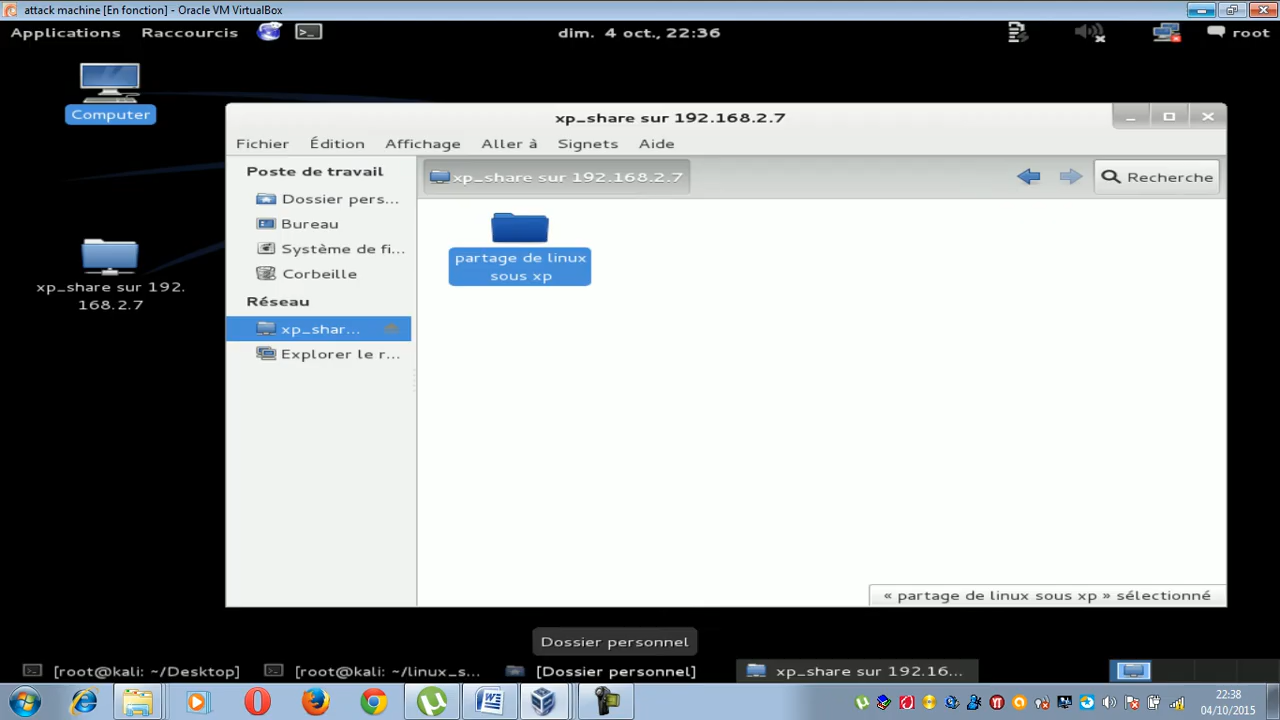 attack machine [En fonction] - Oracle VM VirtualBox
Applications Raccourcis dim. 4 oct., 22:36 root
Computer
xp_share sur 192.
168.2.7
xp_share sur 192.168.2.7
Fichier Édition Affichage Aller à Signets Aide
Poste de travail
Dossier pers...
Bureau
Système de fi...
Corbeille
Réseau
xp_shar...
Explorer le r...
xp_share sur 192.168.2.7 Recherche
partage de linux
sous xp
« partage de linux sous xp » sélectionné
Dossier personnel
[root@kali: ~/Desktop] [root@kali: ~/linux_s... [Dossier personnel] xp_share sur 192.16...
22:38
04/10/2015